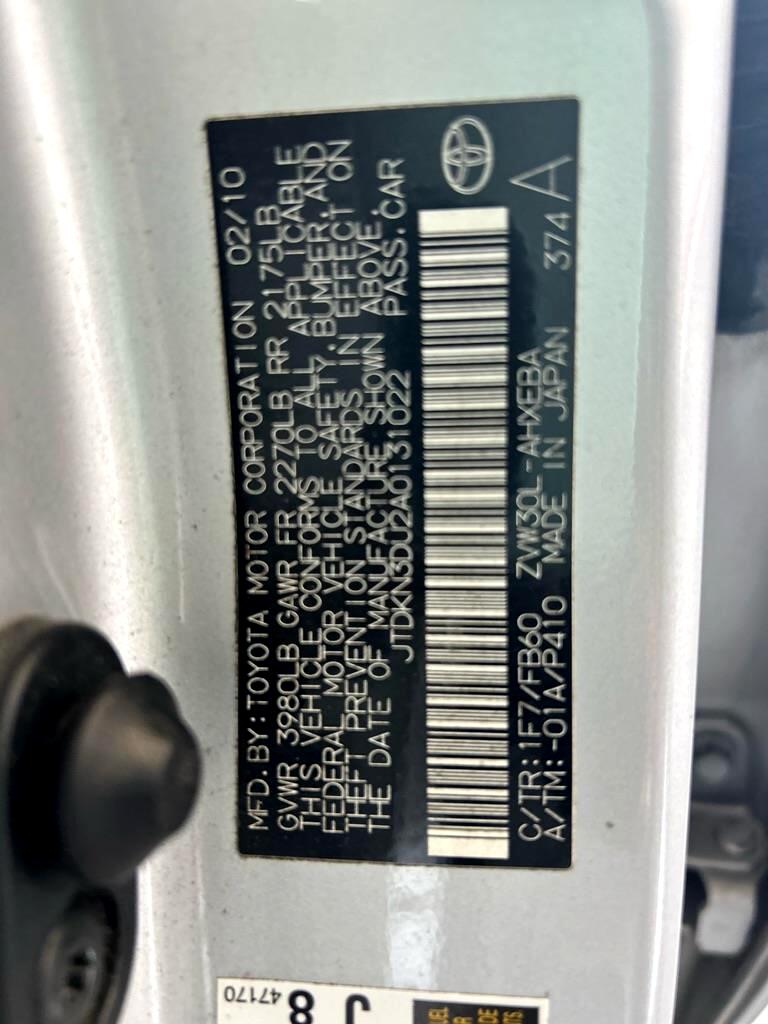 MFD. BY: TOYOTA MOTOR CORPORATION 02/10
GVWR 3980LB GAWR FR 2270LB RR 2175LB
THIS VEHICLE CONFORMS TO ALL APPLICABLE
FEDERAL MOTOR VEHICLE SAFETY, BUMPER, AND
THEFT PREVENTION STANDARDS IN EFFECT ON
THE DATE OF MANUFACTURE SHOWN ABOVE.
JTDKN3DU2A0131022 PASS.CAR
C/TR: 1F7/FB60 ZVW30L-AHXEBA 374 A
A/TM: -01A/P410 MADE IN JAPAN
47170
J8